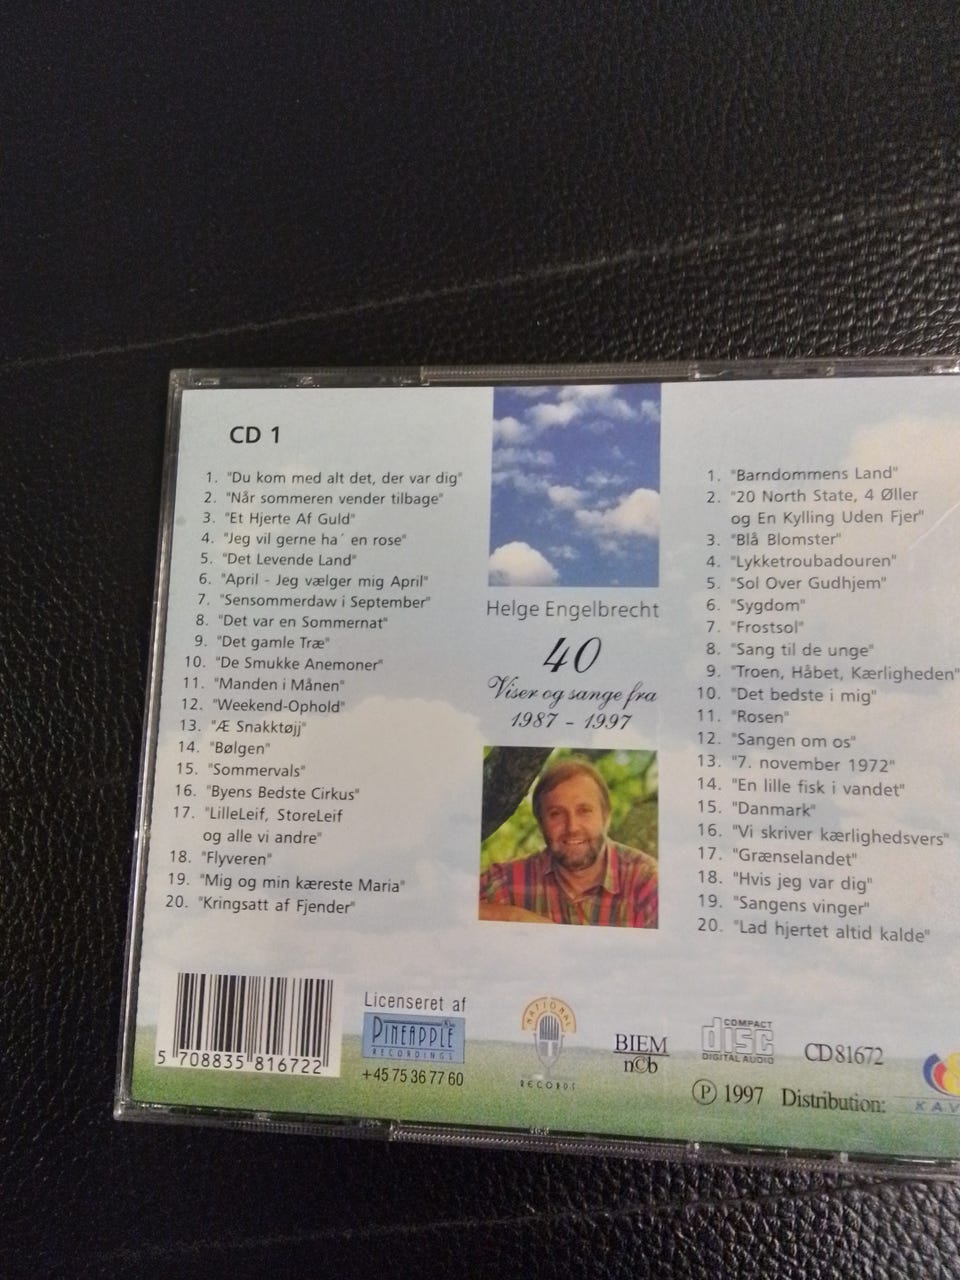 CD 1
1. "Du kom med alt det, der var dig"
2. "Når sommeren vender tilbage"
3. "Et Hjerte Af Guld"
4. "Jeg vil gerne ha´ en rose"
5. "Det Levende Land"
6. "April - Jeg vælger mig April"
7. "Sensommerdaw i September"
8. "Det var en Sommernat"
9. "Det gamle Træ"
10. "De Smukke Anemoner"
11. "Manden i Månen"
12. "Weekend-Ophold"
13. "Æ Snakktøjj"
14. "Bølgen"
15. "Sommervals"
16. "Byens Bedste Cirkus"
17. "LilleLeif, StoreLeif
og alle vi andre"
18. "Flyveren"
19. "Mig og min kæreste Maria"
20. "Kringsatt af Fjender"
Helge Engelbrecht
40
Viser og sange fra
1987 - 1997
1. "Barndommens Land"
2. "20 North State, 4 Øller
og En Kylling Uden Fjer"
3. "Blå Blomster"
4. "Lykketroubadouren"
5. "Sol Over Gudhjem"
6. "Sygdom"
7. "Frostsol"
8. "Sang til de unge"
9. "Troen, Håbet, Kærligheden"
10. "Det bedste i mig"
11. "Rosen"
12. "Sangen om os"
13. "7. november 1972"
14. "En lille fisk i vandet"
15. "Danmark"
16. "Vi skriver kærlighedsvers"
17. "Grænselandet"
18. "Hvis jeg var dig"
19. "Sangens vinger"
20. "Lad hjertet altid kalde"
5 708835 816722
Licenseret af
PINEAPPLE
RECORDINGS
+45 75 36 77 60
NATIONAL
RECORDS
BIEM
n©b
COMPACT
disc
DIGITAL AUDIO
CD 81672
Ⓟ 1997 Distribution:
KAV